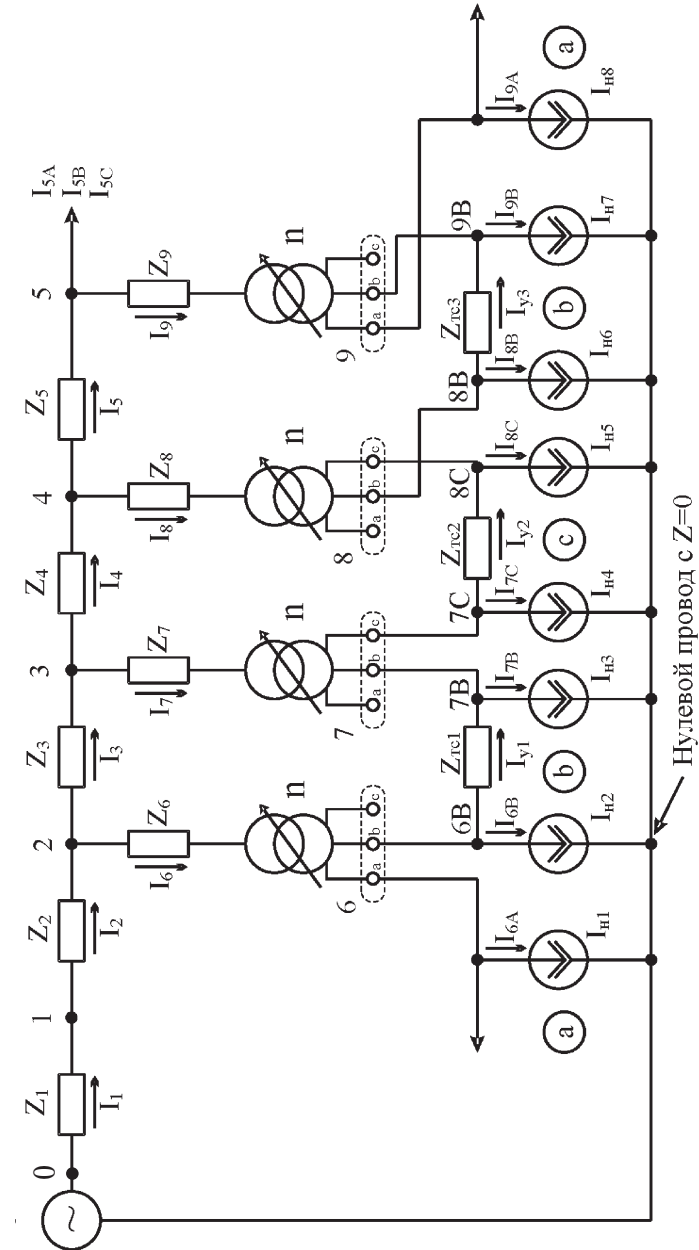 I5A
I5B
I5C
0 1 2 3 4 5
Z1 Z2 Z3 Z4 Z5
I1 I2 I3 I4 I5
Z6 Z7 Z8 Z9
I6 I7 I8 I9
n n n n
6 7 8 9
a b c a b c a b c a b c
6B 7B 7C 8C 8B 9B
Zтс1 Zтс2 Zтс3
Iу1 Iу2 Iу3
I6A I6B I7B I7C I8C I8B I9B I9A
a b c b a
Iн1 Iн2 Iн3 Iн4 Iн5 Iн6 Iн7 Iн8
~
Нулевой провод с Z=0